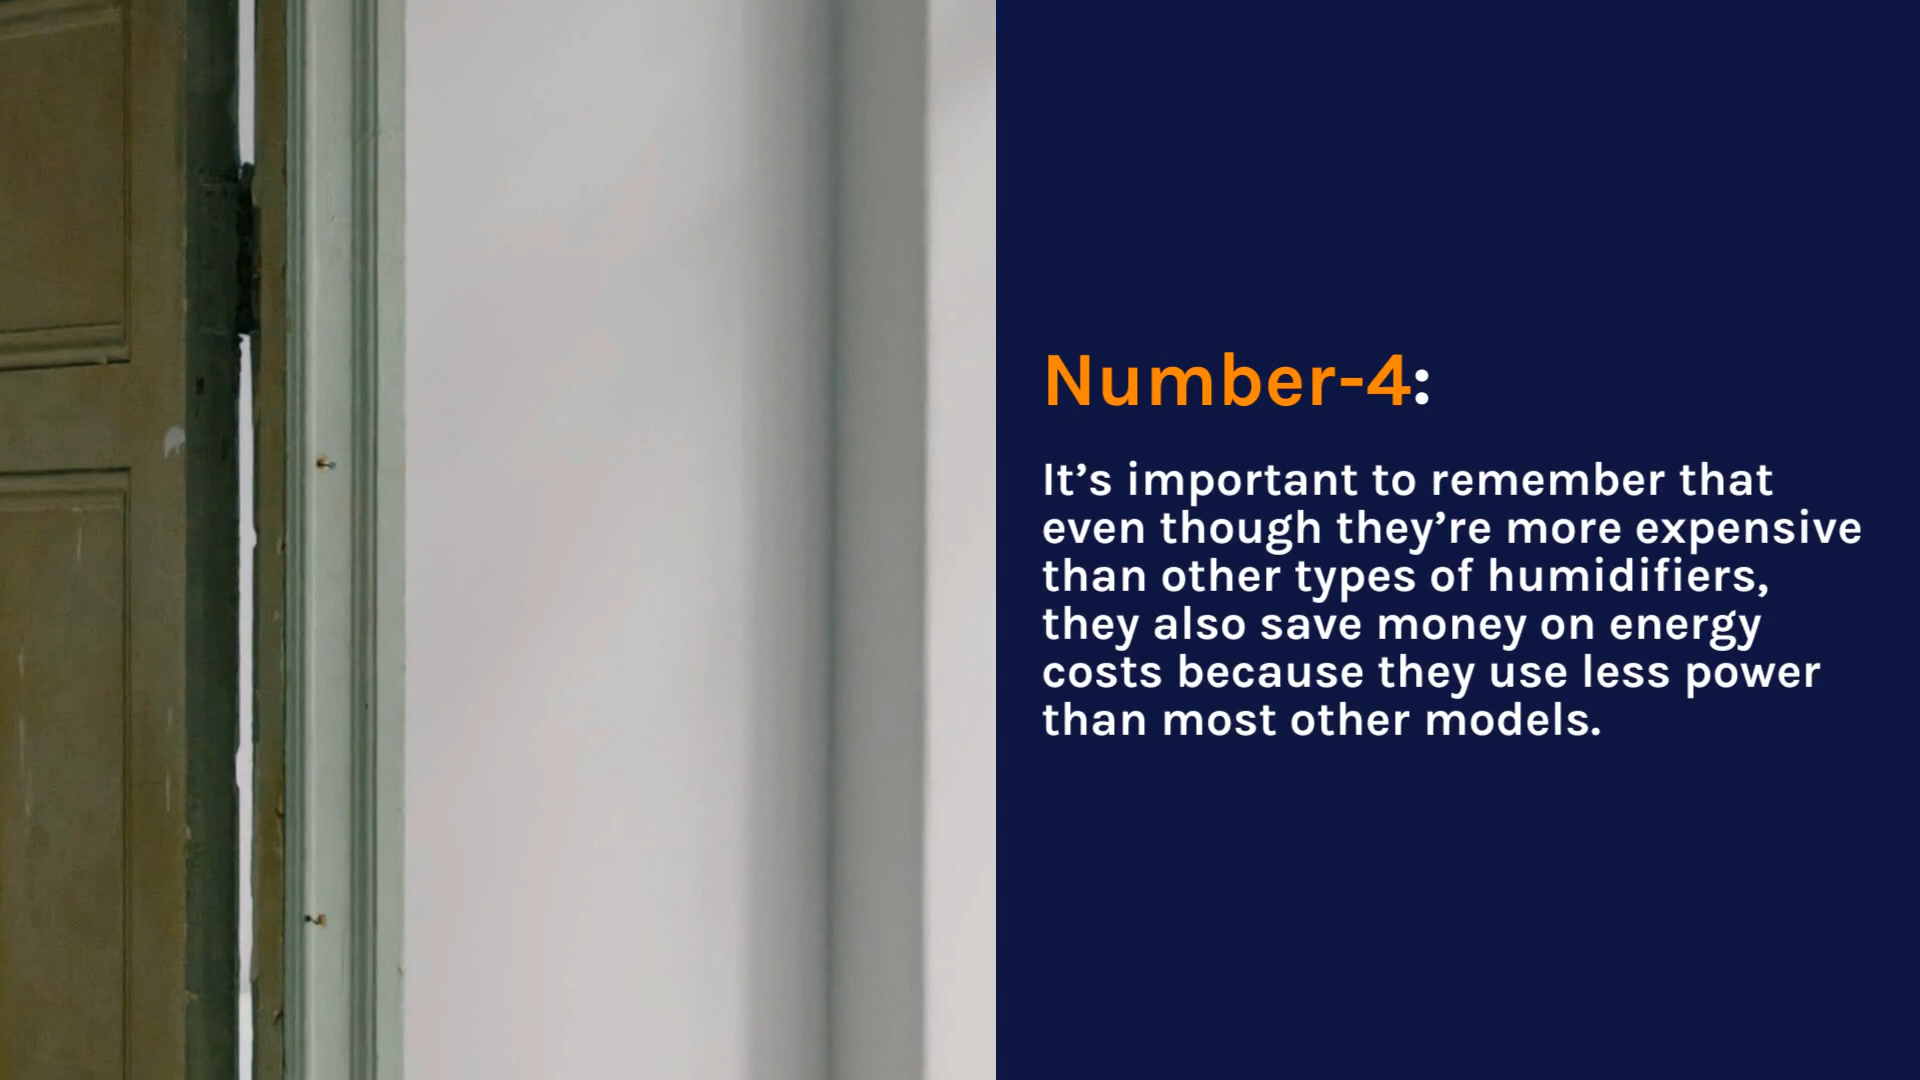 Number-4:
It’s important to remember that
even though they’re more expensive
than other types of humidifiers,
they also save money on energy
costs because they use less power
than most other models.